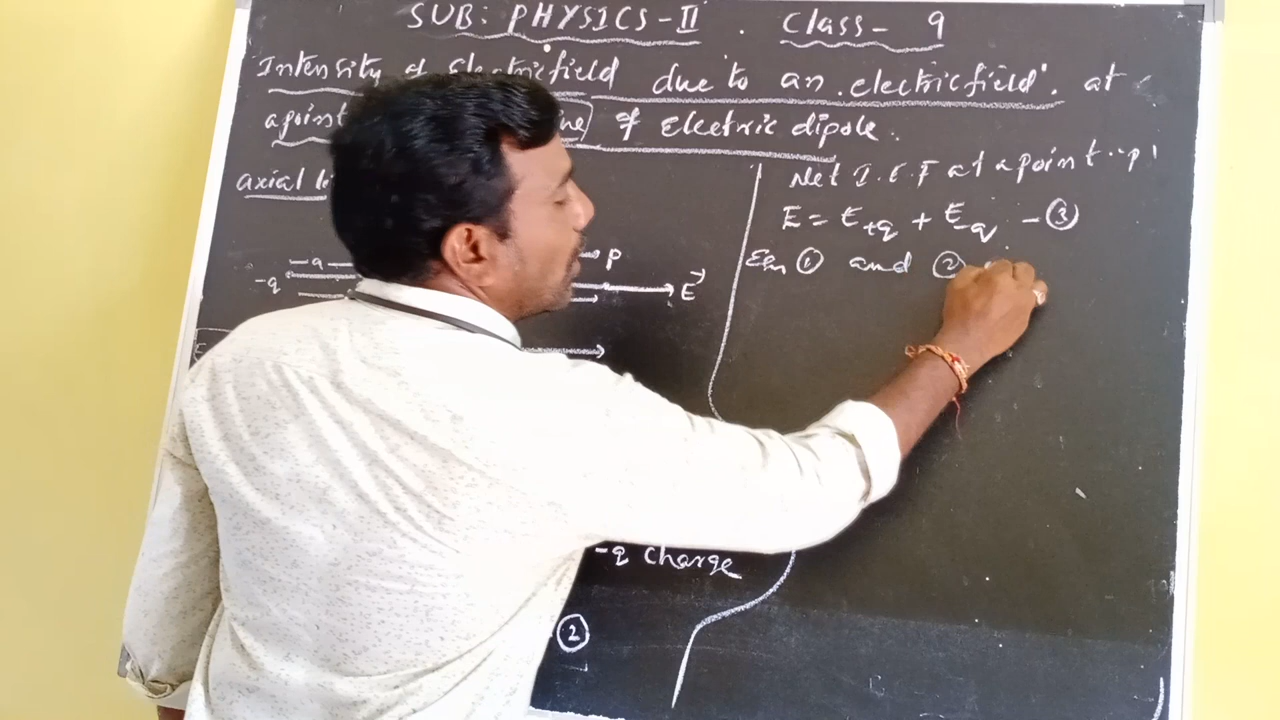 SUB: PHYSICS-II . Class- 9
Intensity of Electricfield due to an electricfield. at
a point of Electric dipole.
axial
-a
P
-q
E
-q charge
②
Net I.E.F at a point 'p'
E = E+q + E-q -③
Eqn ① and ②